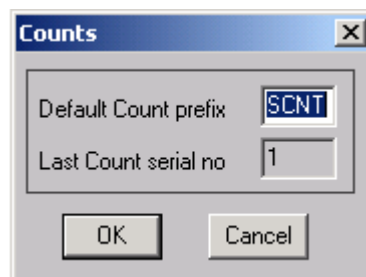 Counts
Default Count prefix SCNT
Last Count serial no 1
OK Cancel